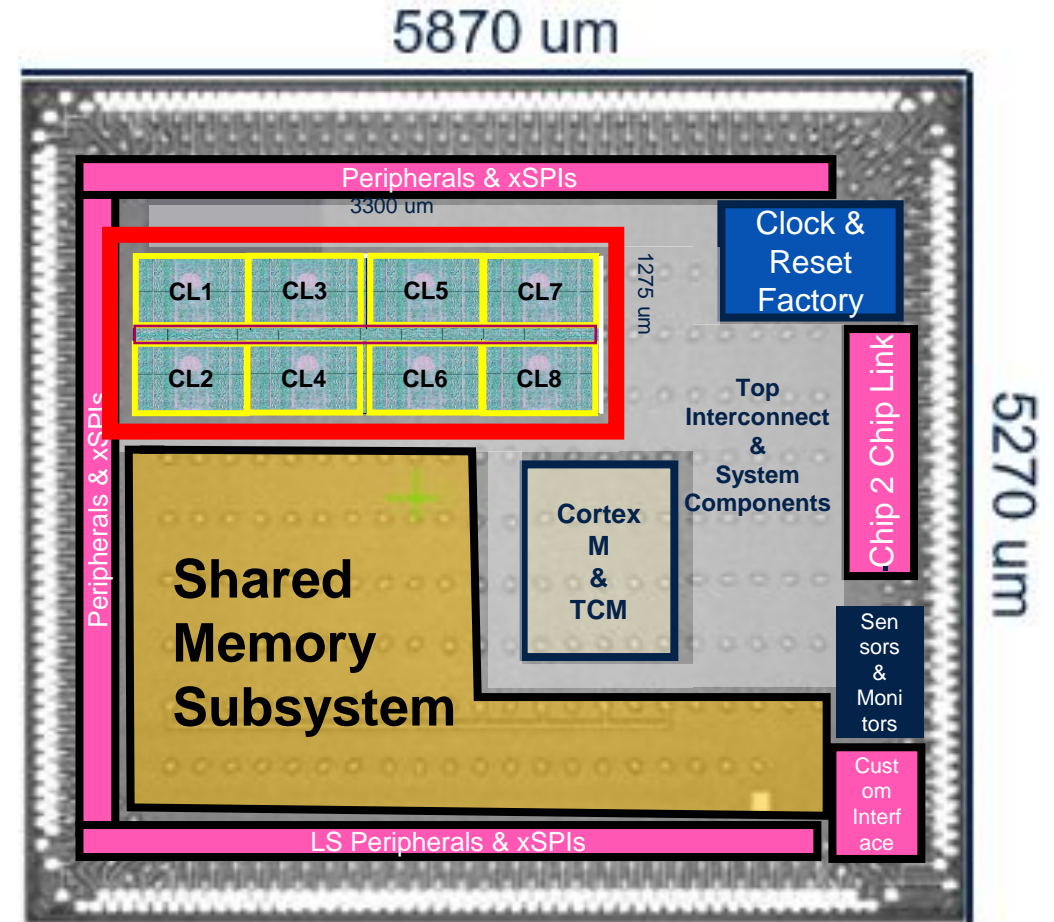 5870 um
Peripherals & xSPIs
3300 um
Clock &
Reset
Factory
1275 um
CL1
CL3
CL5
CL7
CL2
CL4
CL6
CL8
Peripherals & xSPIs
Top
Interconnect
&
System
Components
Chip 2 Chip Link
5270 um
Cortex
M
&
TCM
Shared
Memory
Subsystem
Sen
sors
&
Moni
tors
Cust
om
Interf
ace
LS Peripherals & xSPIs